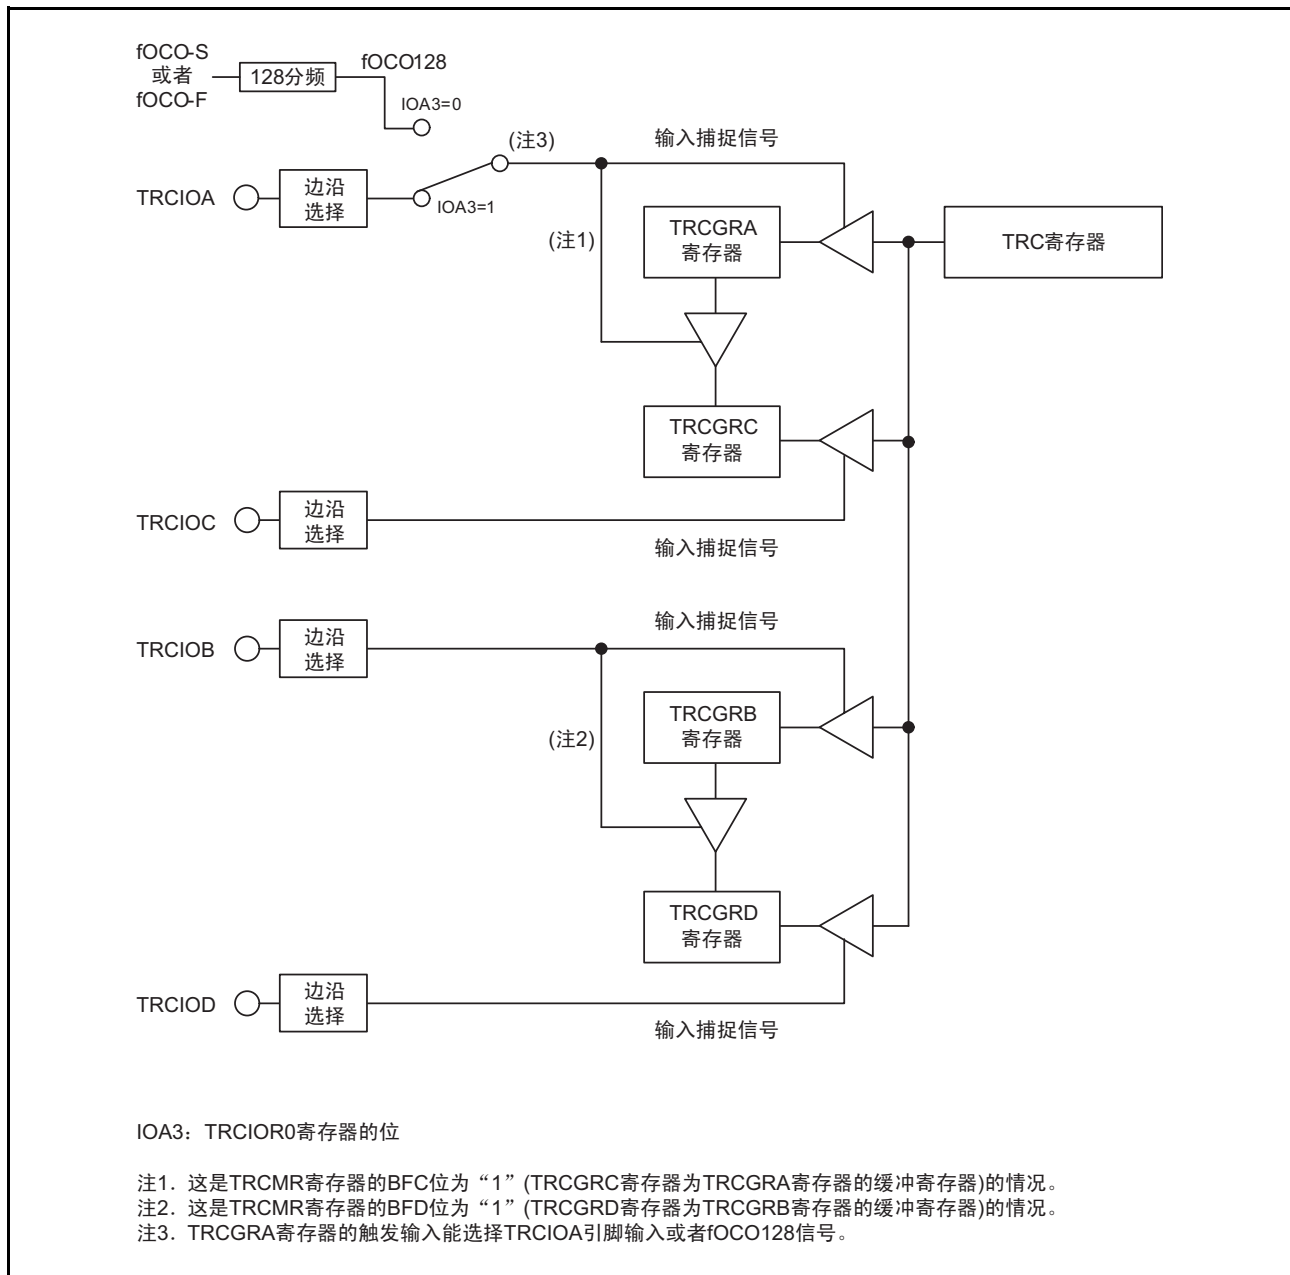 fOCO-S
或者
fOCO-F
128分频
fOCO128
IOA3=0
(注3)
输入捕捉信号
TRCIOA
边沿
选择
IOA3=1
(注1)
TRCGRA
寄存器
TRC寄存器
TRCGRC
寄存器
TRCIOC
边沿
选择
输入捕捉信号
输入捕捉信号
TRCIOB
边沿
选择
TRCGRB
寄存器
(注2)
TRCGRD
寄存器
TRCIOD
边沿
选择
输入捕捉信号
IOA3：TRCIOR0寄存器的位
注1．这是TRCMR寄存器的BFC位为“1”(TRCGRC寄存器为TRCGRA寄存器的缓冲寄存器)的情况。
注2．这是TRCMR寄存器的BFD位为“1”(TRCGRD寄存器为TRCGRB寄存器的缓冲寄存器)的情况。
注3．TRCGRA寄存器的触发输入能选择TRCIOA引脚输入或者fOCO128信号。